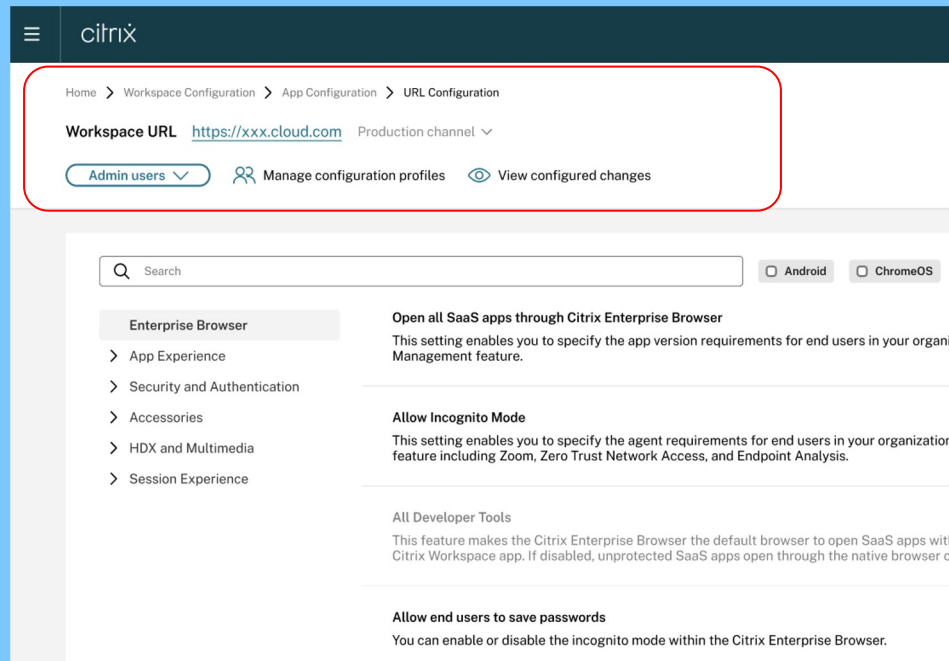 citrix
Home > Workspace Configuration > App Configuration > URL Configuration
Workspace URL https://xxx.cloud.com Production channel
Admin users Manage configuration profiles View configured changes
Search Android ChromeOS
Enterprise Browser
App Experience
Security and Authentication
Accessories
HDX and Multimedia
Session Experience
Open all SaaS apps through Citrix Enterprise Browser
This setting enables you to specify the app version requirements for end users in your organi
Management feature.
Allow Incognito Mode
This setting enables you to specify the agent requirements for end users in your organization
feature including Zoom, Zero Trust Network Access, and Endpoint Analysis.
All Developer Tools
This feature makes the Citrix Enterprise Browser the default browser to open SaaS apps wit
Citrix Workspace app. If disabled, unprotected SaaS apps open through the native browser
Allow end users to save passwords
You can enable or disable the incognito mode within the Citrix Enterprise Browser.